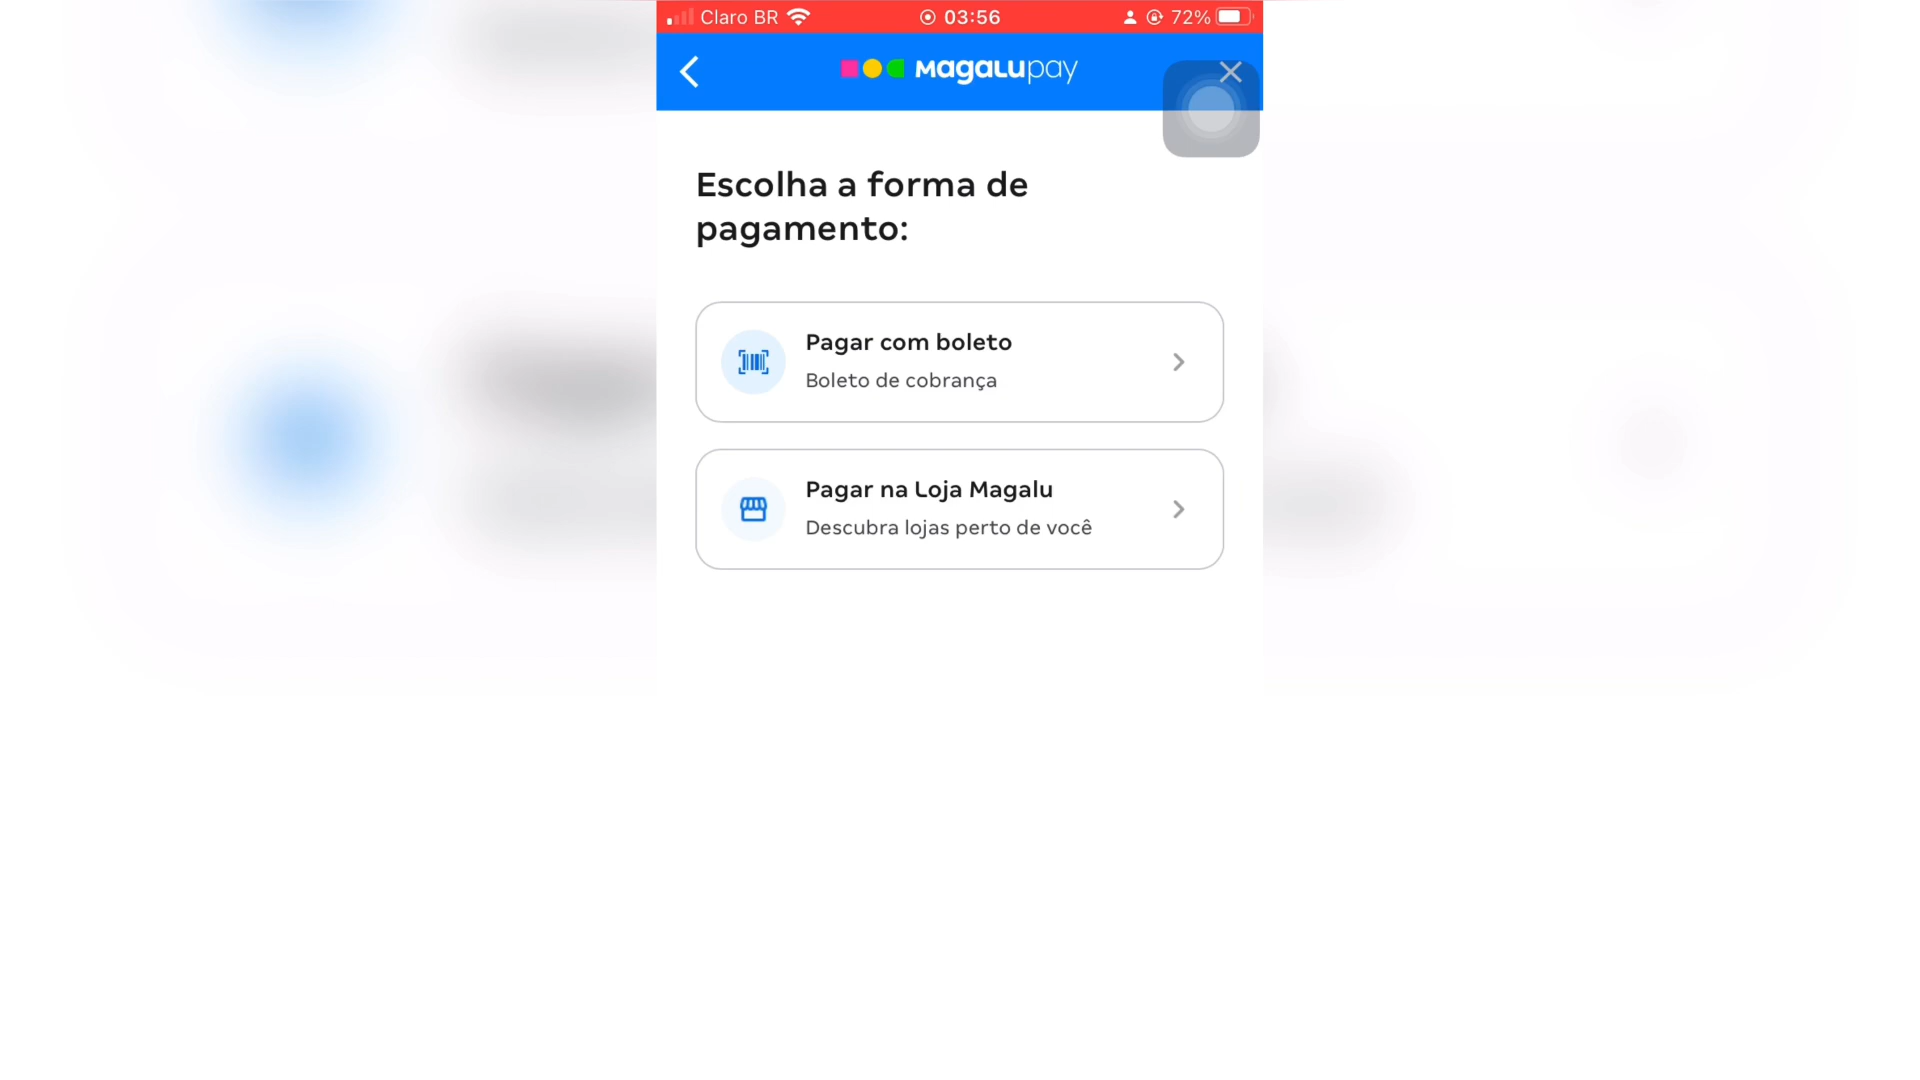 Claro BR 03:56 72%
magalupay
Escolha a forma de
pagamento:
Pagar com boleto
Boleto de cobrança
Pagar na Loja Magalu
Descubra lojas perto de você